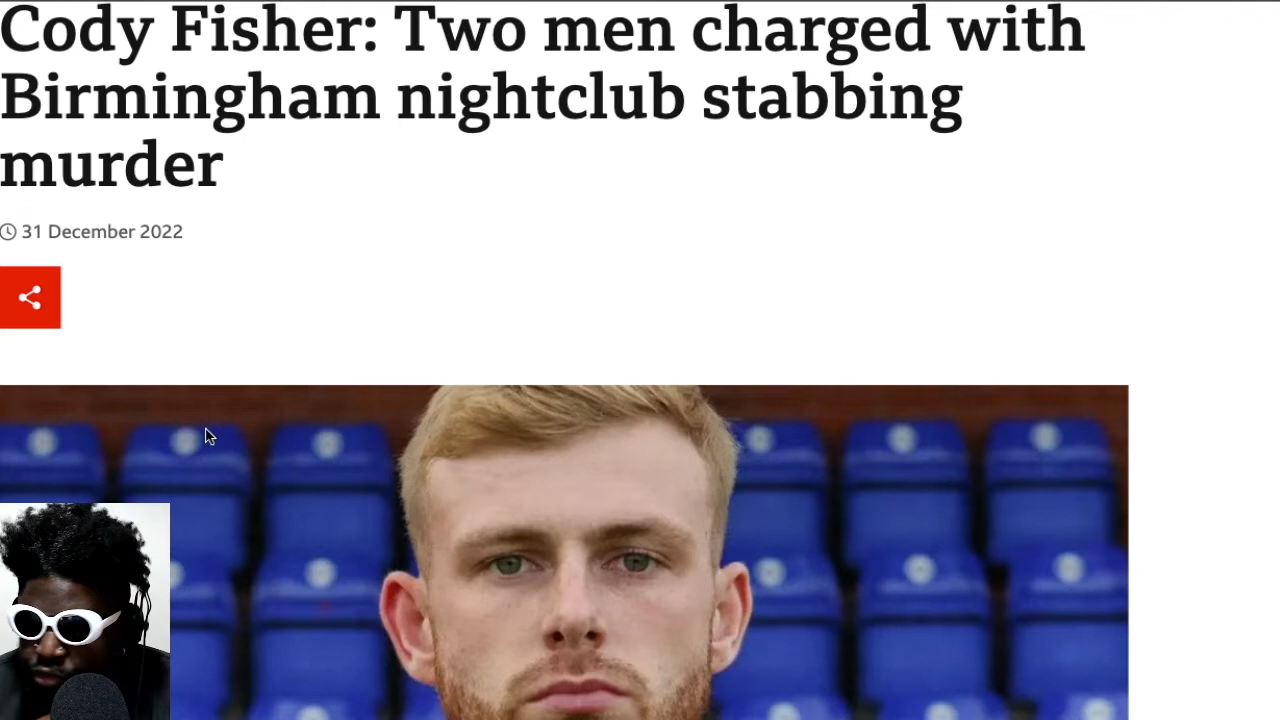 Cody Fisher: Two men charged with
Birmingham nightclub stabbing
murder
31 December 2022